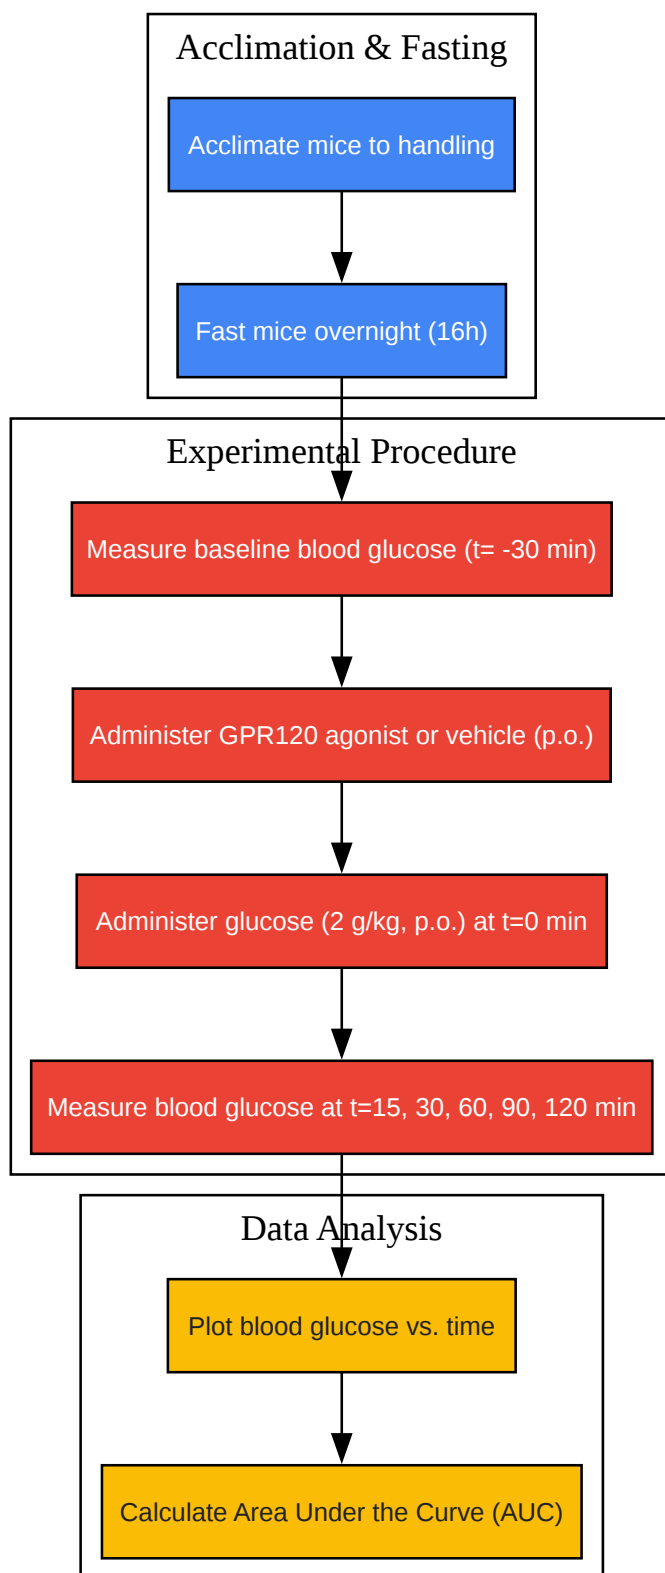 Acclimation & Fasting
Acclimate mice to handling
Fast mice overnight (16h)
Experimental Procedure
Measure baseline blood glucose (t= -30 min)
Administer GPR120 agonist or vehicle (p.o.)
Administer glucose (2 g/kg, p.o.) at t=0 min
Measure blood glucose at t=15, 30, 60, 90, 120 min
Data Analysis
Plot blood glucose vs. time
Calculate Area Under the Curve (AUC)